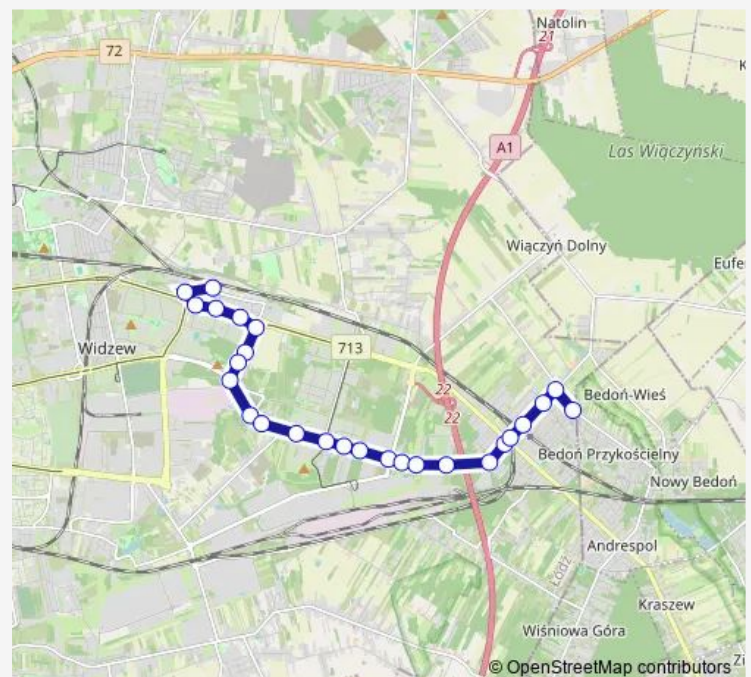 Natolin
21
72
K
A1
Las Wiączyński
Wiączyń Dolny
Eufe
713
Widzew
22
22
Bedoń-Wieś
Bedoń Przykościelny
Nowy Bedoń
Andrespol
Łódź
Kraszew
Wiśniowa Góra
Zi
© OpenStreetMap contributors